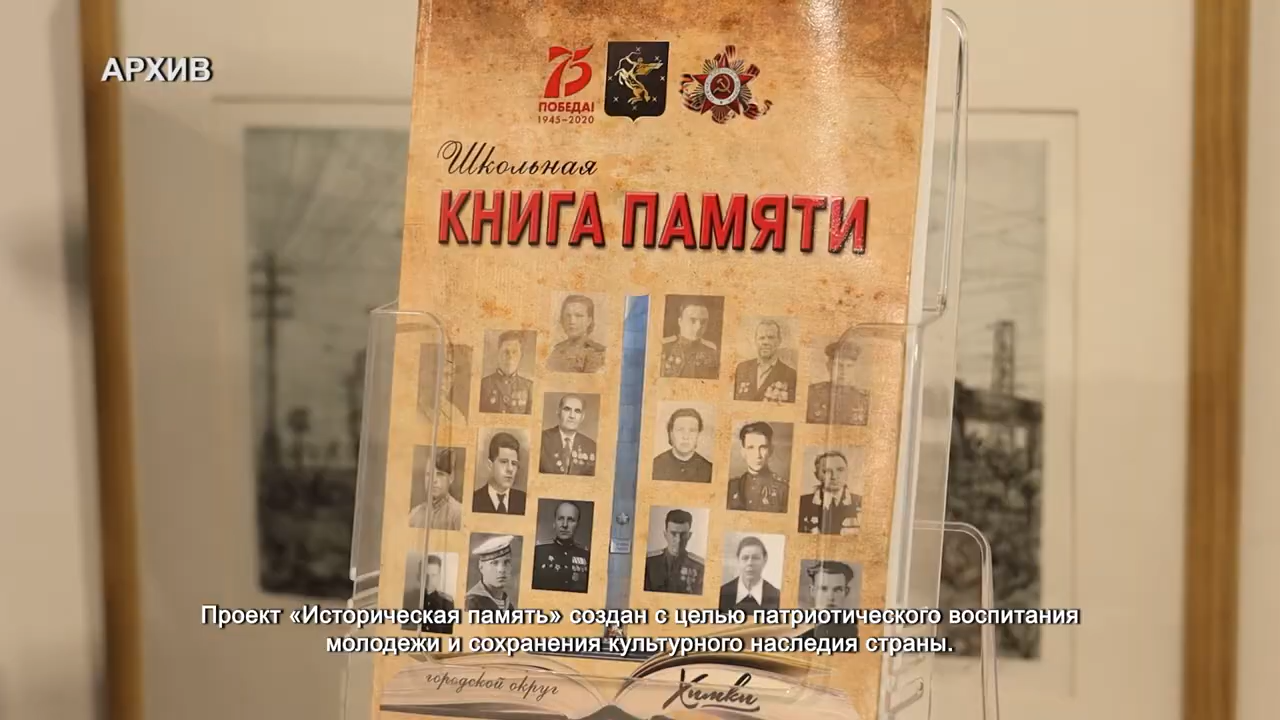 АРХИВ
75
ПОБЕДА!
1945–2020
Школьная
КНИГА ПАМЯТИ
Проект «Историческая память» создан с целью патриотического воспитания
молодежи и сохранения культурного наследия страны.
городской округ
Химки